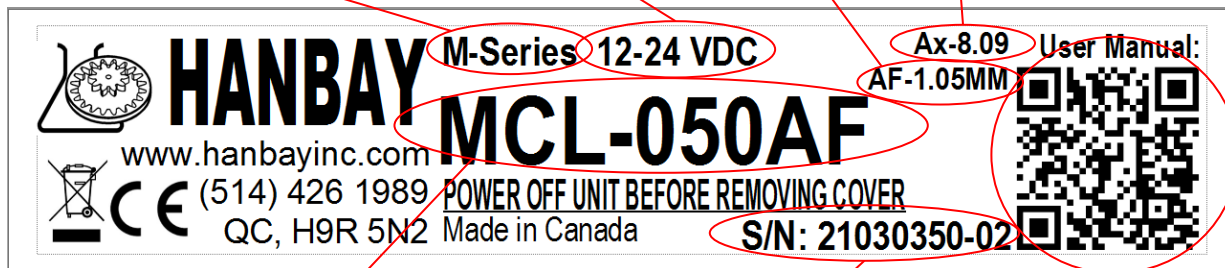 HANBAY
www.hanbayinc.com
(514) 426 1989
QC, H9R 5N2
M-Series 12-24 VDC
MCL-050AF
POWER OFF UNIT BEFORE REMOVING COVER
Made in Canada
S/N: 21030350-02
Ax-8.09
AF-1.05MM
User Manual: